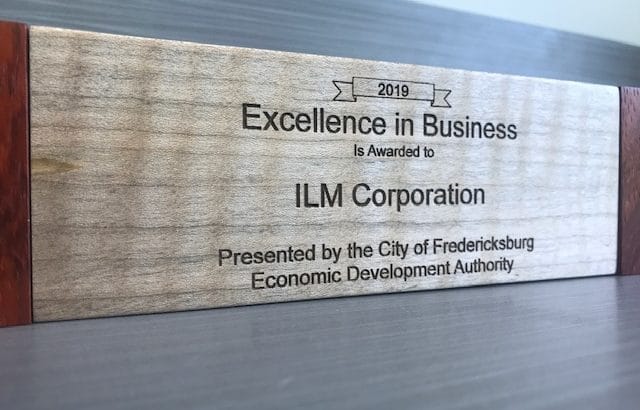 2019
Excellence in Business
Is Awarded to
ILM Corporation
Presented by the City of Fredericksburg
Economic Development Authority